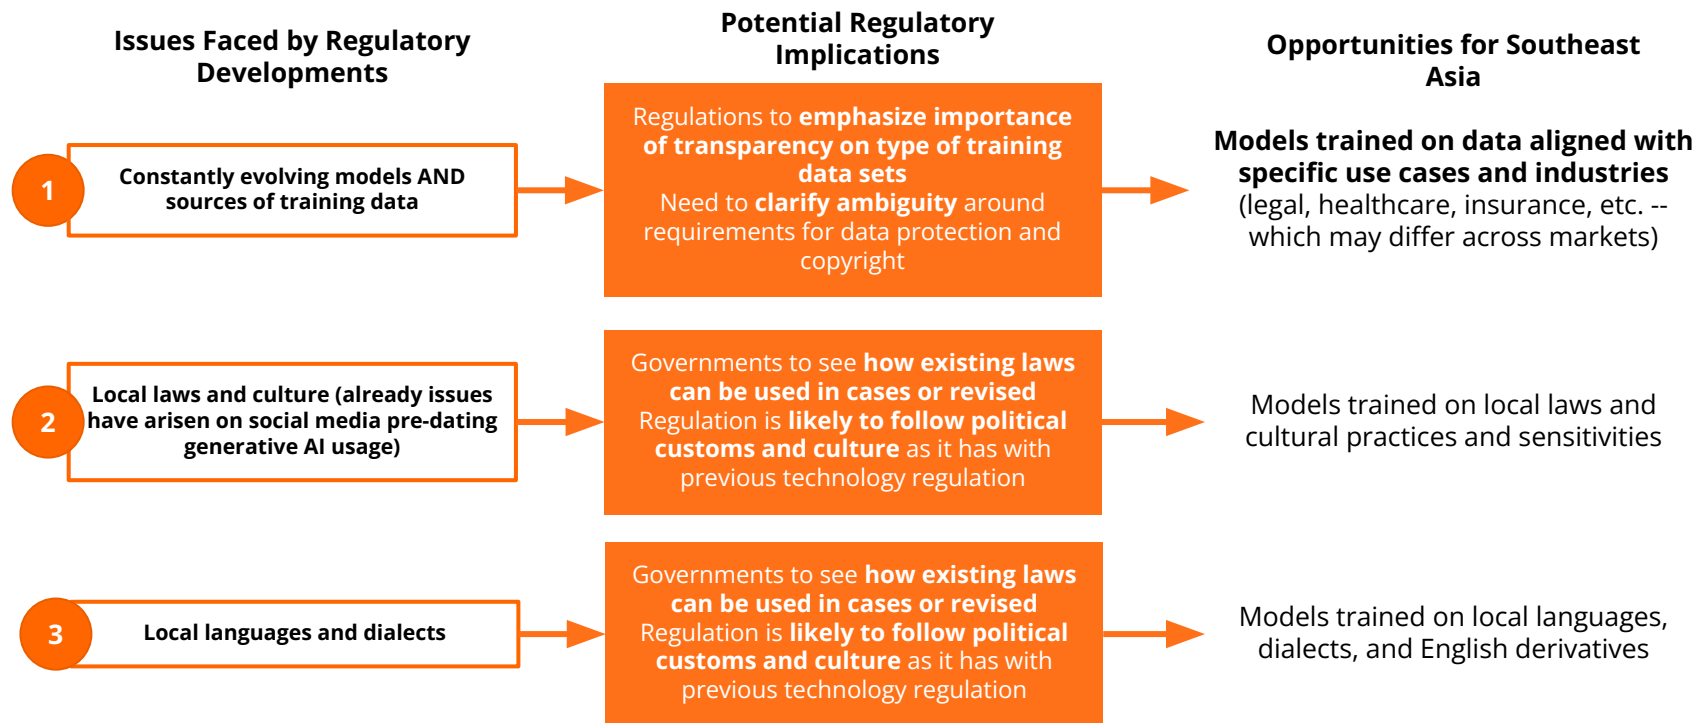 Issues Faced by Regulatory
Developments
Potential Regulatory
Implications
Opportunities for Southeast
Asia
1
Constantly evolving models AND
sources of training data
Regulations to emphasize importance
of transparency on type of training
data sets
Need to clarify ambiguity around
requirements for data protection and
copyright
Models trained on data aligned with
specific use cases and industries
(legal, healthcare, insurance, etc. --
which may differ across markets)
2
Local laws and culture (already issues
have arisen on social media pre-dating
generative AI usage)
Governments to see how existing laws
can be used in cases or revised
Regulation is likely to follow political
customs and culture as it has with
previous technology regulation
Models trained on local laws and
cultural practices and sensitivities
3
Local languages and dialects
Governments to see how existing laws
can be used in cases or revised
Regulation is likely to follow political
customs and culture as it has with
previous technology regulation
Models trained on local languages,
dialects, and English derivatives